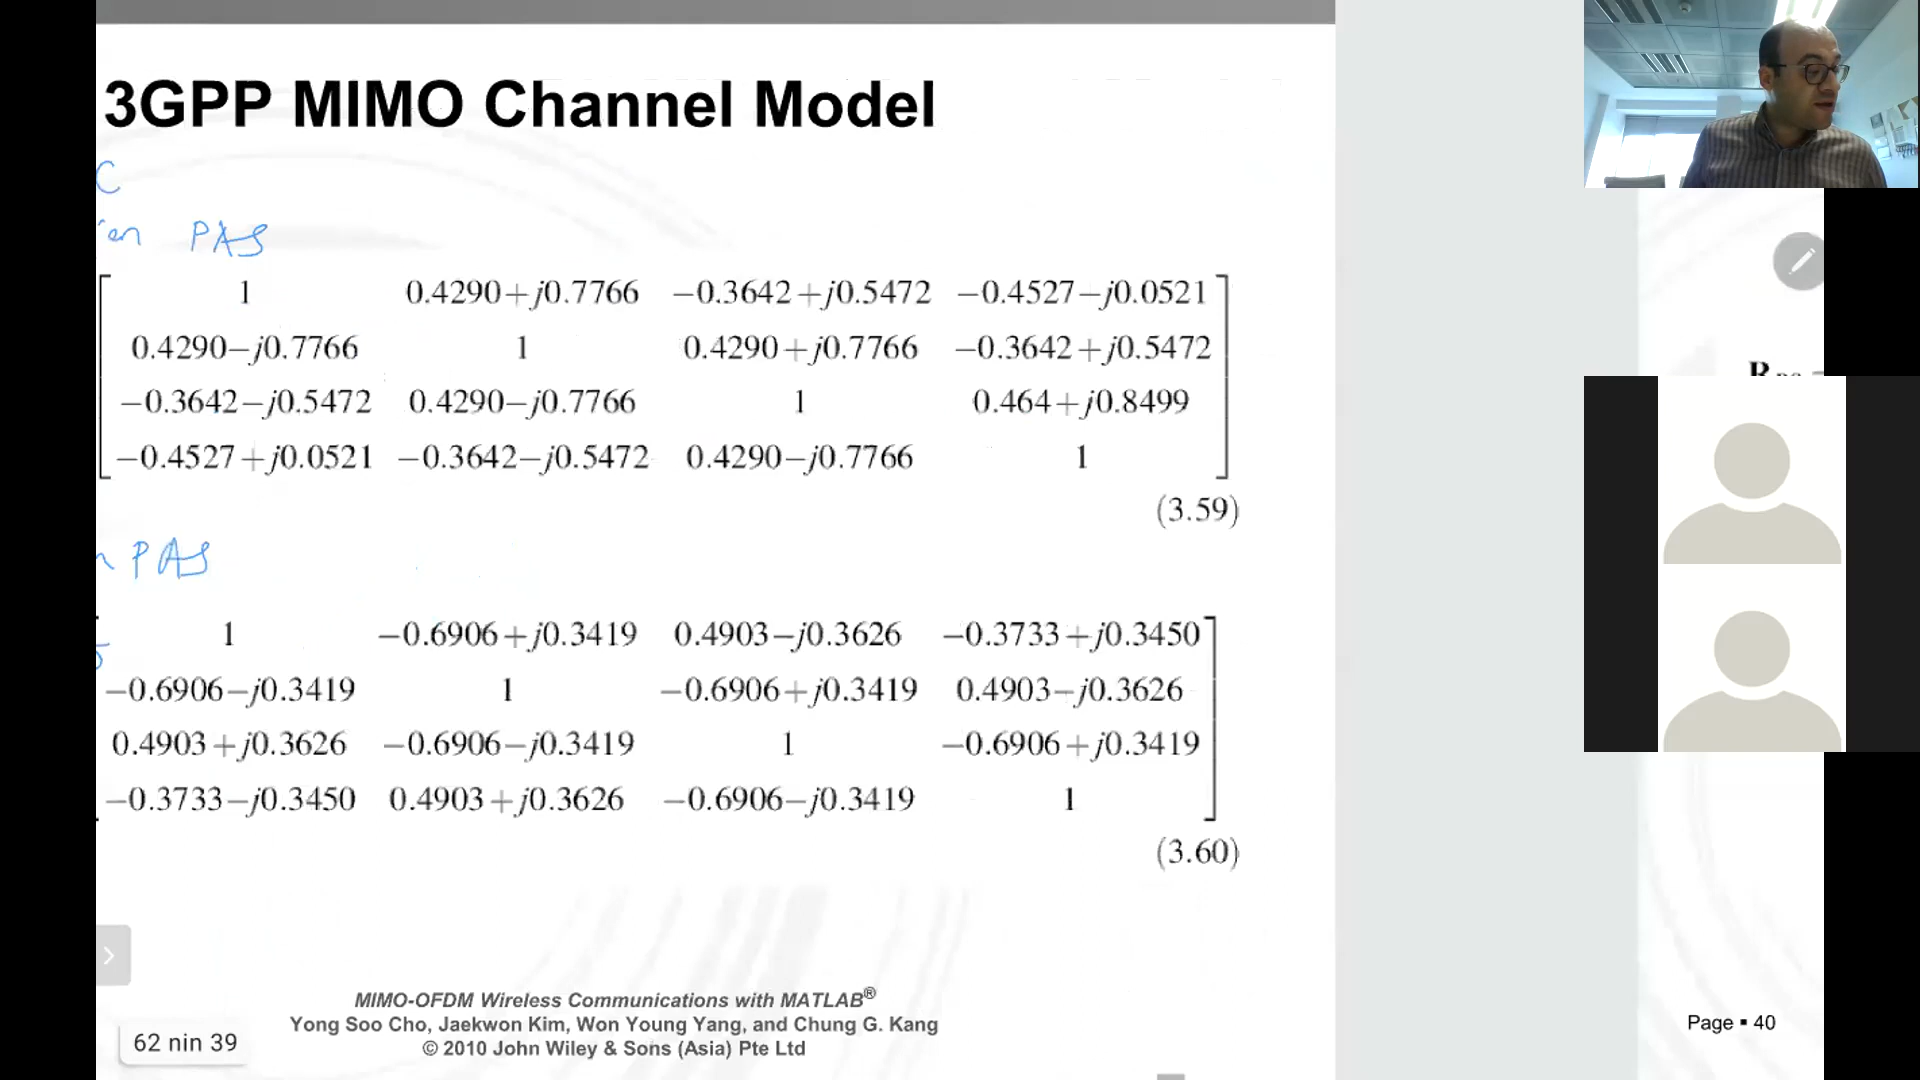 3GPP MIMO Channel Model
C
en PAS
1 0.4290+j0.7766 −0.3642+j0.5472 −0.4527−j0.0521
0.4290−j0.7766 1 0.4290+j0.7766 −0.3642+j0.5472
−0.3642−j0.5472 0.4290−j0.7766 1 0.464+j0.8499
−0.4527+j0.0521 −0.3642−j0.5472 0.4290−j0.7766 1
(3.59)
PAS
1 −0.6906+j0.3419 0.4903−j0.3626 −0.3733+j0.3450
−0.6906−j0.3419 1 −0.6906+j0.3419 0.4903−j0.3626
0.4903+j0.3626 −0.6906−j0.3419 1 −0.6906+j0.3419
−0.3733−j0.3450 0.4903+j0.3626 −0.6906−j0.3419 1
(3.60)
MIMO-OFDM Wireless Communications with MATLAB®
Yong Soo Cho, Jaekwon Kim, Won Young Yang, and Chung G. Kang
© 2010 John Wiley & Sons (Asia) Pte Ltd
62 nin 39
Page ▪ 40